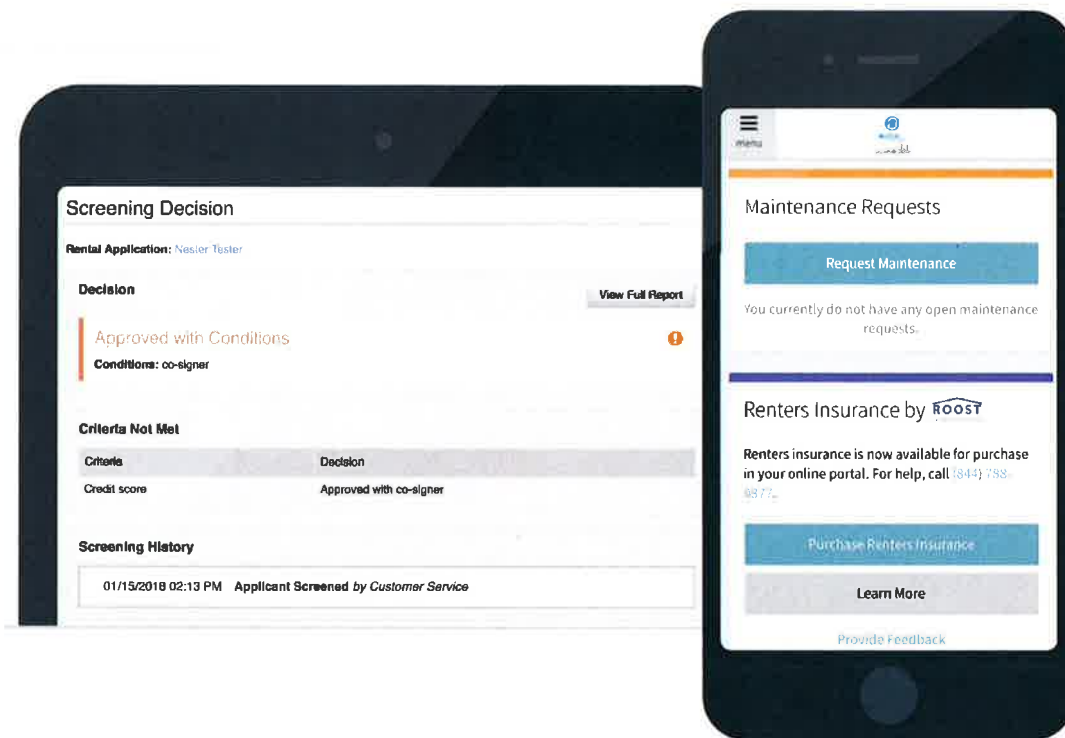 Screening Decision
Rental Application: Nester Tester
Decision
View Full Report
Approved with Conditions
Conditions: co-signer
Criteria Not Met
Criteria Decision
Credit score Approved with co-signer
Screening History
01/15/2018 02:13 PM Applicant Screened by Customer Service
menu
Maintenance Requests
Request Maintenance
You currently do not have any open maintenance
requests.
Renters Insurance by ROOST
Renters insurance is now available for purchase
in your online portal. For help, call (844) 788-
0877.
Purchase Renters Insurance
Learn More
Provide Feedback